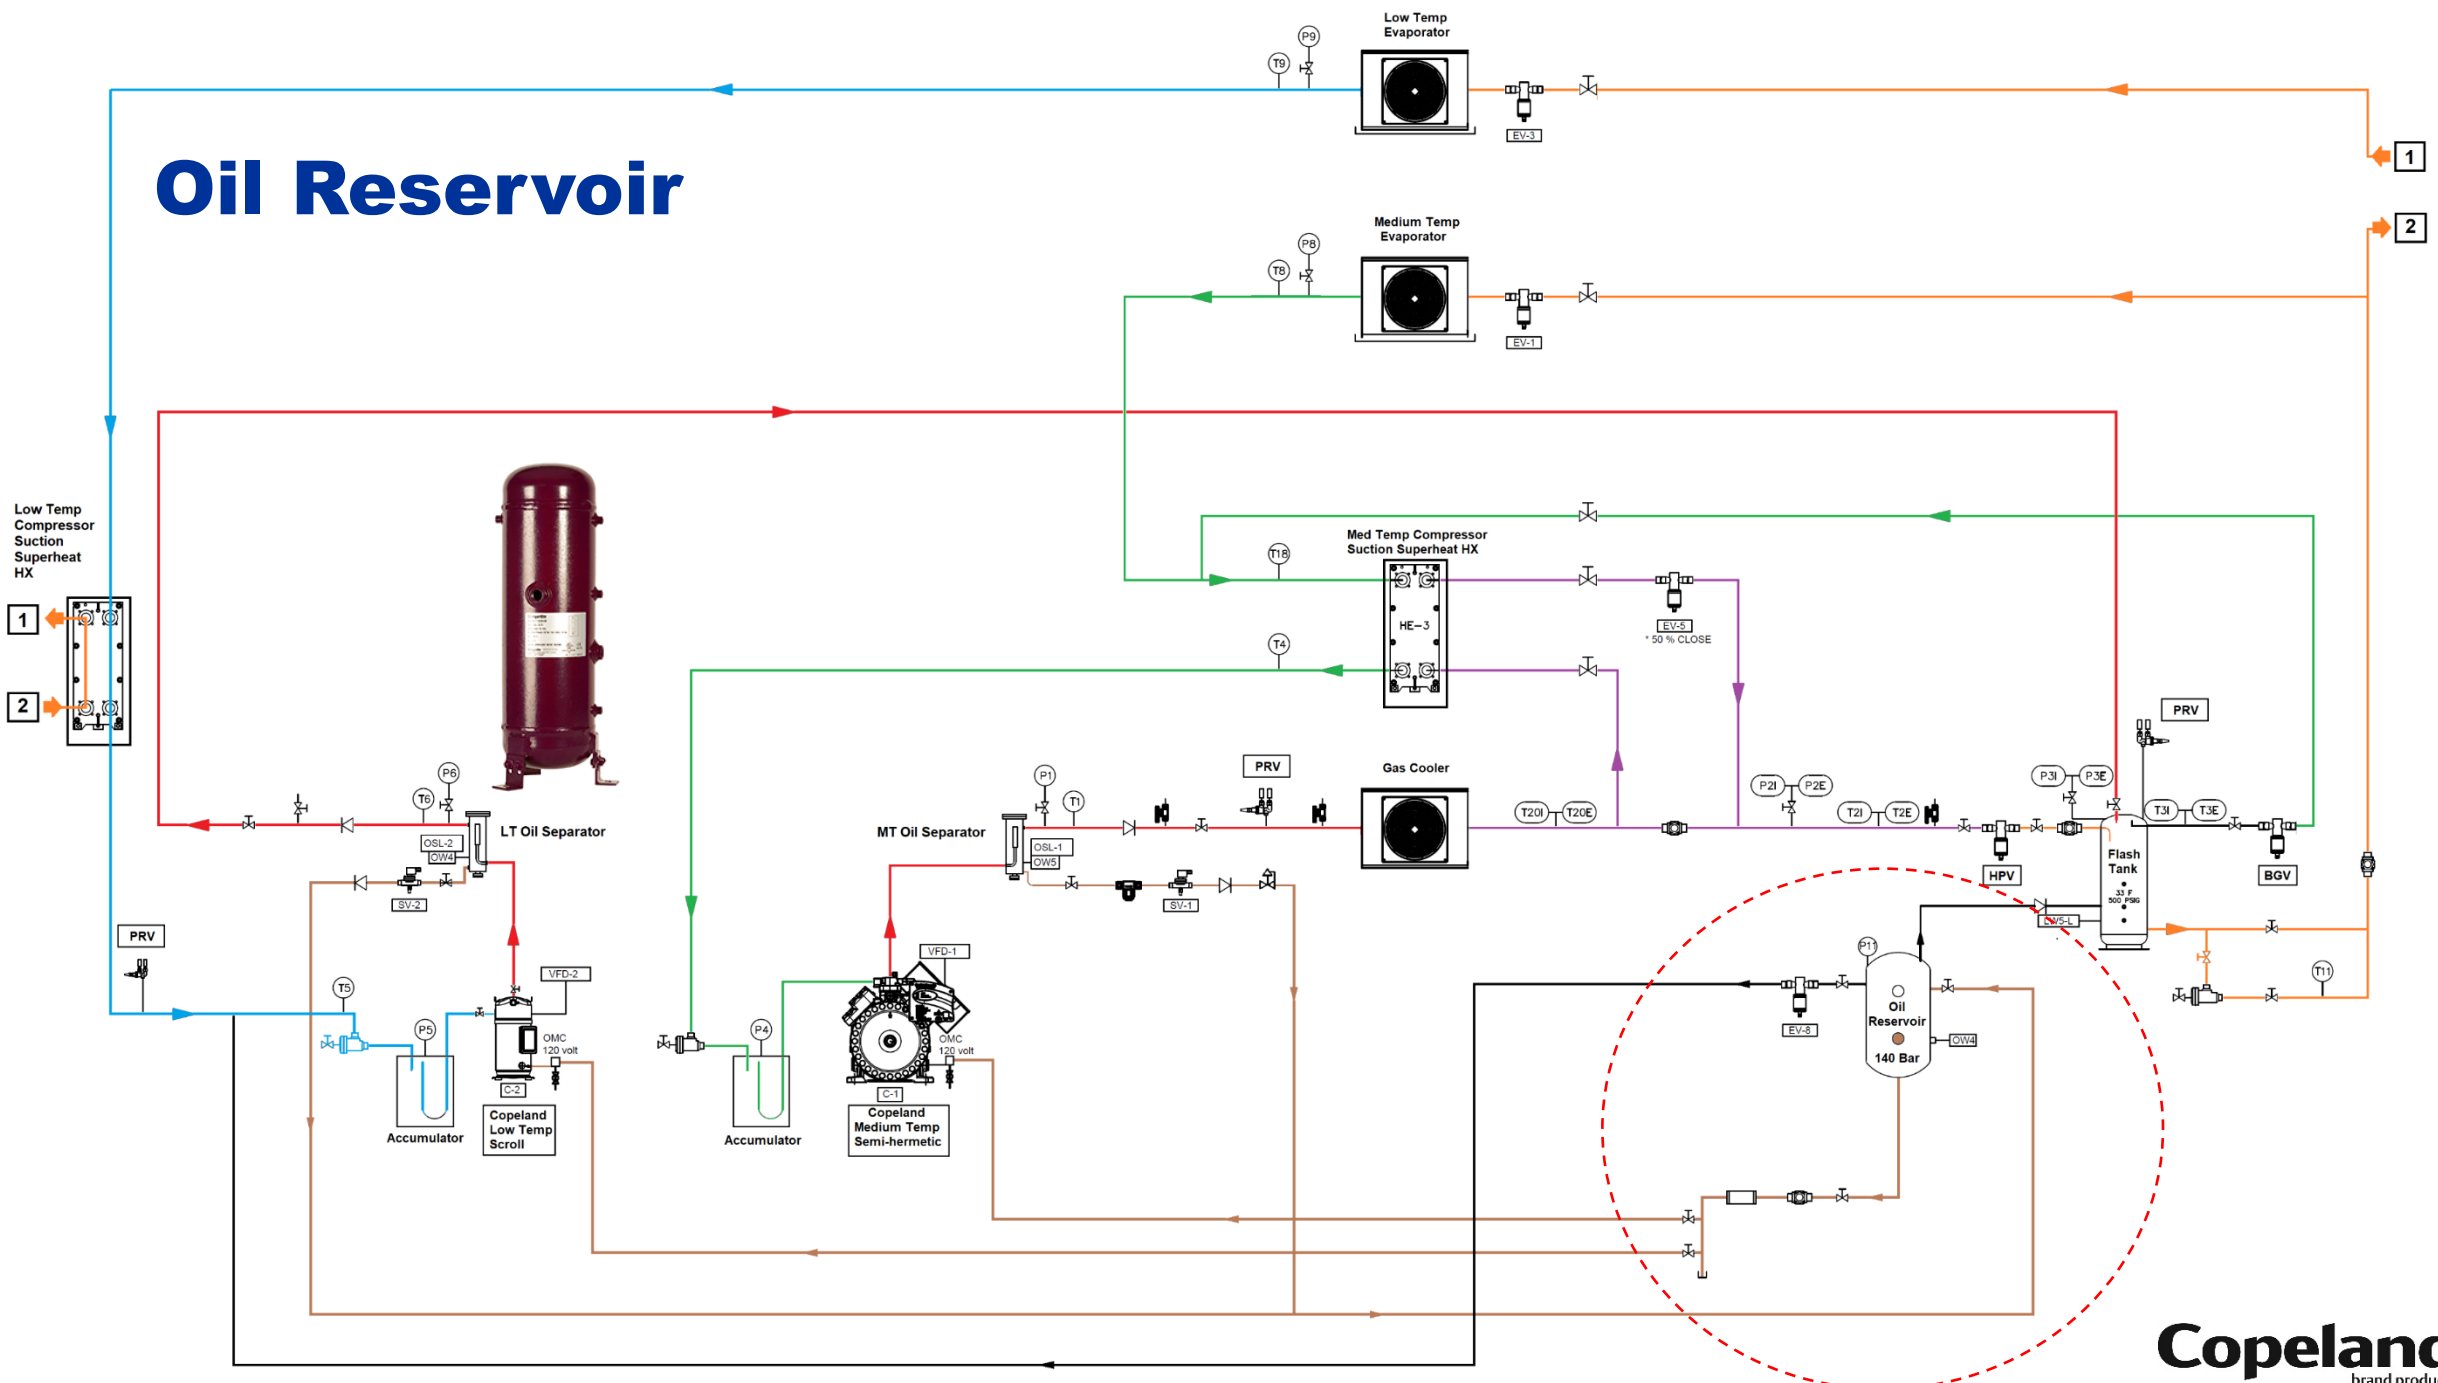 Low Temp
Evaporator
P9
T9
EV-3
1
Oil Reservoir
2
Medium Temp
Evaporator
P8
T8
EV-1
Low Temp
Compressor
Suction
Superheat
HX
1
2
Med Temp Compressor
Suction Superheat HX
T18
HE-3
EV-5
* 50 % CLOSE
T4
PRV
P6
T6
LT Oil Separator
OSL-2
OW4
SV-2
P1
T1
MT Oil Separator
OSL-1
OW5
SV-1
PRV
Gas Cooler
T20I
T20E
P2I
P2E
T2I
T2E
P3I
P3E
T3I
T3E
HPV
Flash
Tank
33 F
500 PSIG
BGV
LW5-L
PRV
T5
P5
VFD-2
OMC
120 volt
C-2
Accumulator
Copeland
Low Temp
Scroll
P4
VFD-1
OMC
120 volt
C-1
Accumulator
Copeland
Medium Temp
Semi-hermetic
P11
EV-8
Oil
Reservoir
140 Bar
OW4
T11
Copeland
brand produ